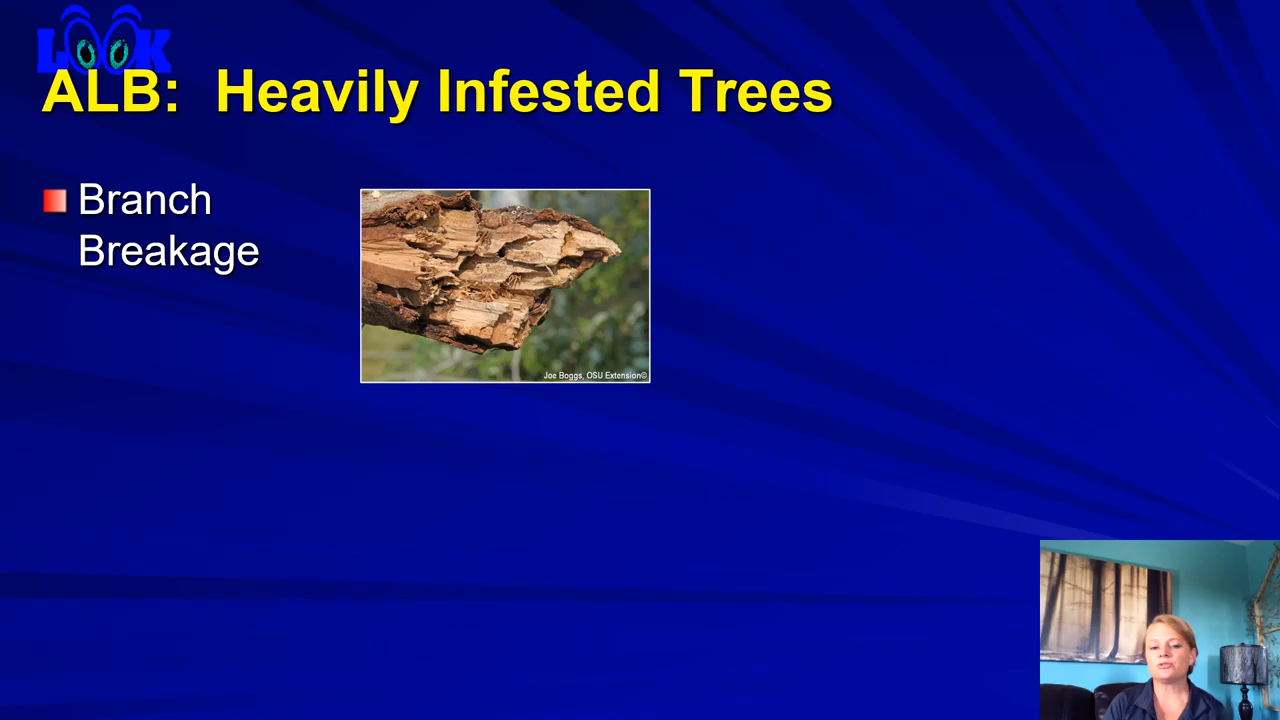 LOOK
ALB: Heavily Infested Trees
Branch
Breakage
Joe Boggs, OSU Extension©